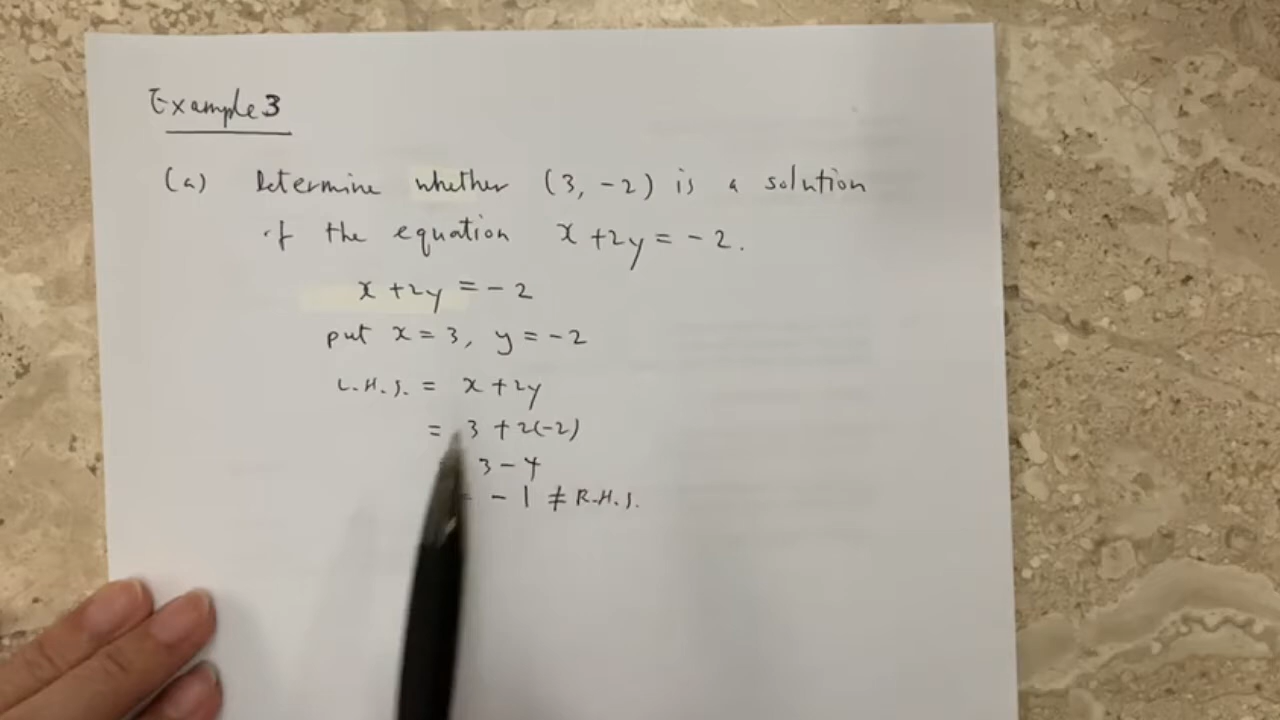 Example 3
(a) Determine whether (3, -2) is a solution
of the equation x + 2y = -2.
x + 2y = -2
put x = 3, y = -2
L.H.S. = x + 2y
= 3 + 2(-2)
3 - 4
= -1 ≠ R.H.S.